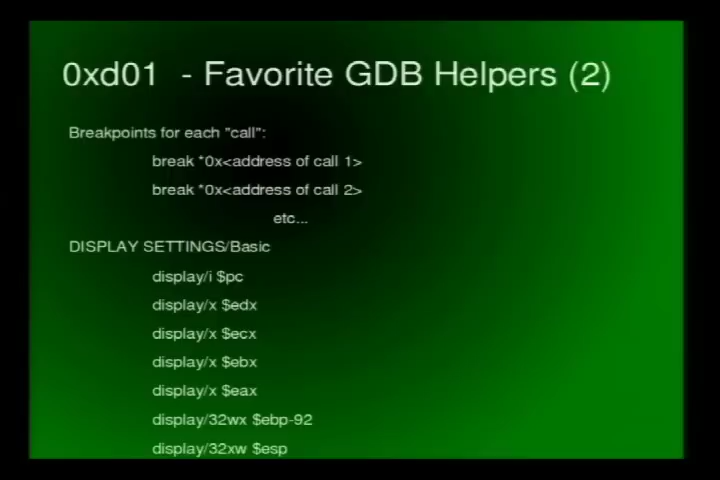 0xd01 - Favorite GDB Helpers (2)
Breakpoints for each "call":
break *0x<address of call 1>
break *0x<address of call 2>
etc...
DISPLAY SETTINGS/Basic
display/i $pc
display/x $edx
display/x $ecx
display/x $ebx
display/x $eax
display/32wx $ebp-92
display/32xw $esp